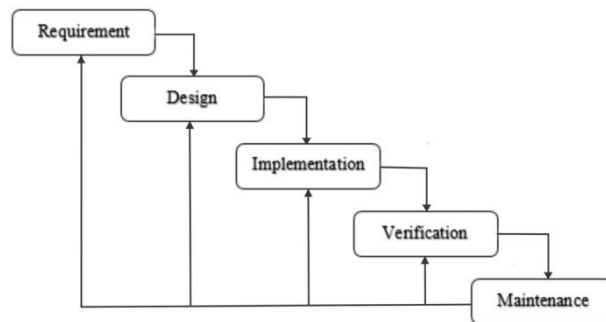 Requirement
Design
Implementation
Verification
Maintenance